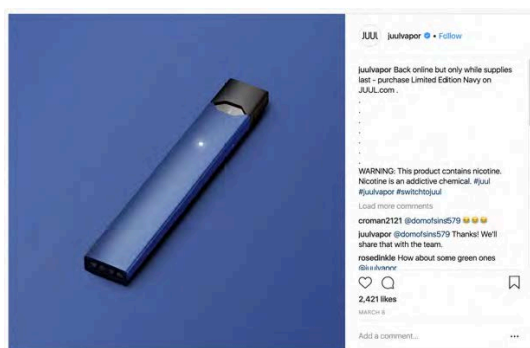 JUUL juulvapor • Follow
juulvapor Back online but only while supplies
last - purchase Limited Edition Navy on
JUUL.com .
.
.
.
.
.
.
WARNING: This product contains nicotine.
Nicotine is an addictive chemical. #juul
#juulvapor #switchtojuul
Load more comments
croman2121 @domofsins579 😂😂😂
juulvapor @domofsins579 Thanks! We'll
share that with the team.
rosedinkle How about some green ones
@juulvapor
2,421 likes
MARCH 6
Add a comment...